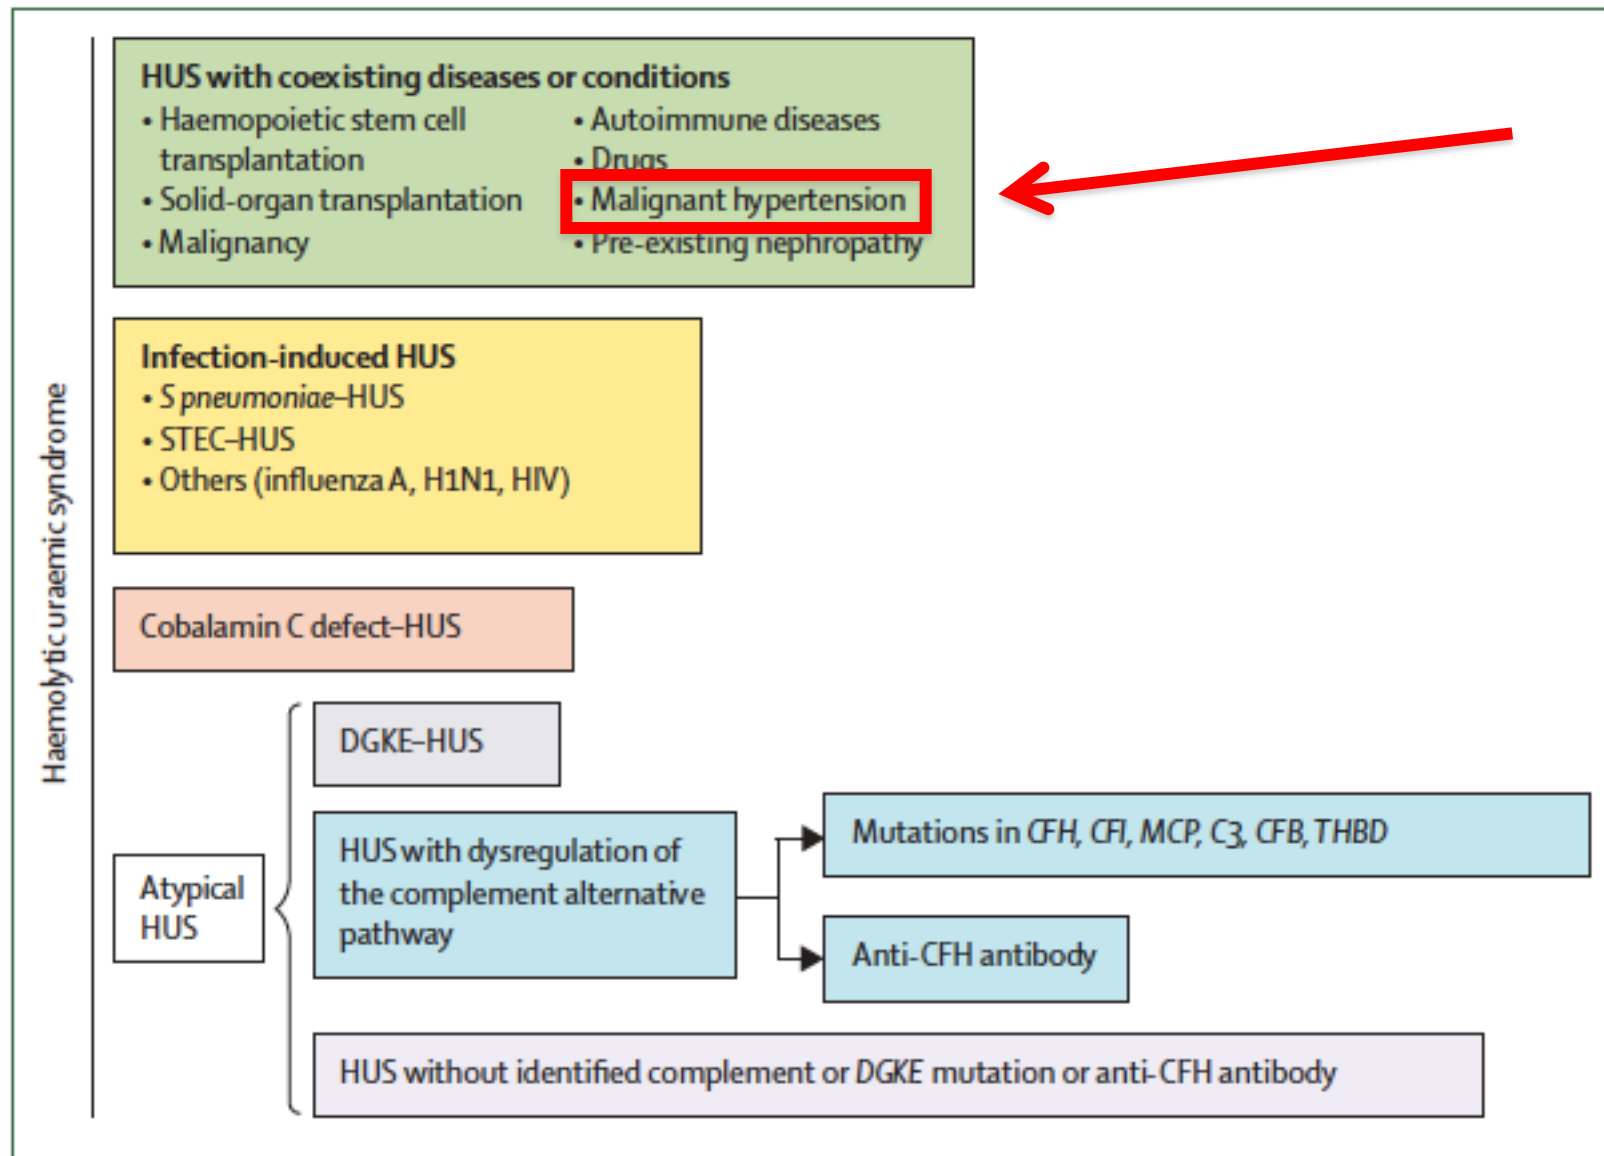 Haemolytic uraemic syndrome
HUS with coexisting diseases or conditions
• Haemopoietic stem cell
transplantation
• Solid-organ transplantation
• Malignancy
• Autoimmune diseases
• Drugs
• Malignant hypertension
• Pre-existing nephropathy
Infection-induced HUS
• S pneumoniae–HUS
• STEC–HUS
• Others (influenza A, H1N1, HIV)
Cobalamin C defect–HUS
Atypical
HUS
DGKE–HUS
HUS with dysregulation of
the complement alternative
pathway
Mutations in CFH, CFI, MCP, C3, CFB, THBD
Anti-CFH antibody
HUS without identified complement or DGKE mutation or anti-CFH antibody